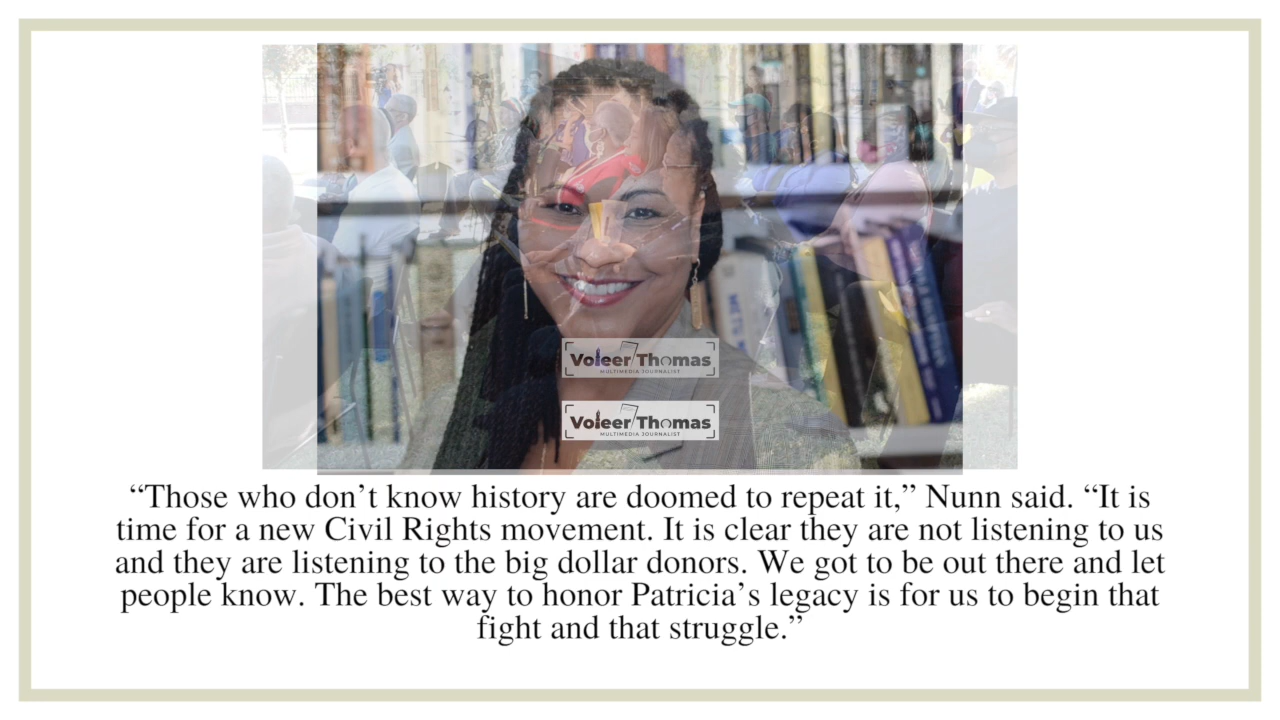 Voleer Thomas
MULTIMEDIA JOURNALIST
Voleer Thomas
MULTIMEDIA JOURNALIST
“Those who don’t know history are doomed to repeat it,” Nunn said. “It is
time for a new Civil Rights movement. It is clear they are not listening to us
and they are listening to the big dollar donors. We got to be out there and let
people know. The best way to honor Patricia’s legacy is for us to begin that
fight and that struggle.”